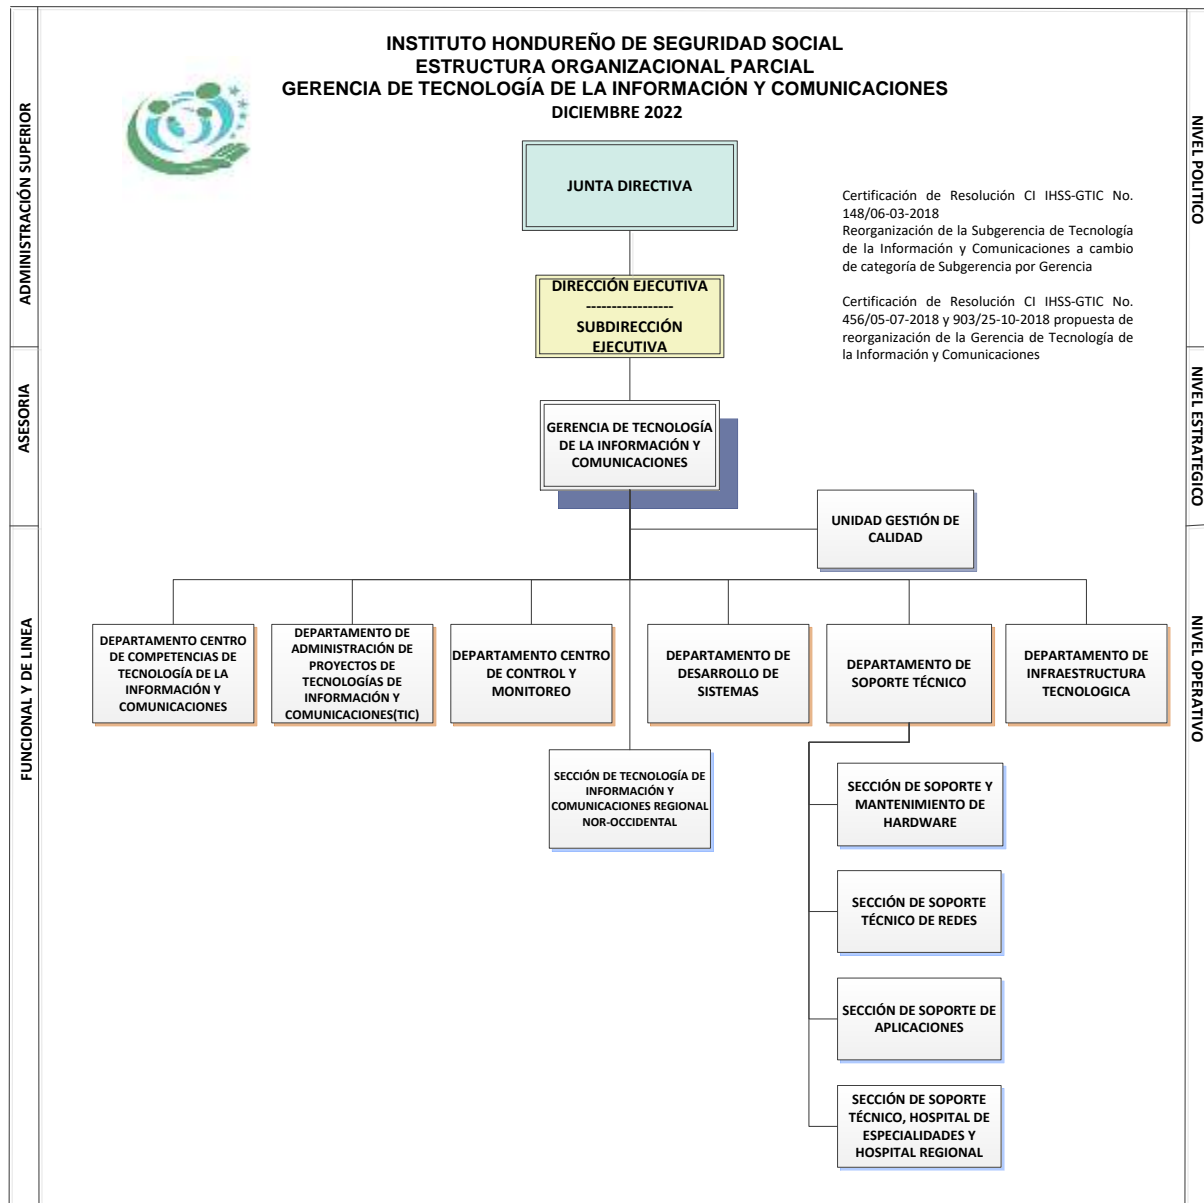 INSTITUTO HONDUREÑO DE SEGURIDAD SOCIAL
ESTRUCTURA ORGANIZACIONAL PARCIAL
GERENCIA DE TECNOLOGÍA DE LA INFORMACIÓN Y COMUNICACIONES
DICIEMBRE 2022
ADMINISTRACIÓN SUPERIOR
NIVEL POLITICO
JUNTA DIRECTIVA
Certificación de Resolución CI IHSS-GTIC No.
148/06-03-2018
Reorganización de la Subgerencia de Tecnología
de la Información y Comunicaciones a cambio
de categoría de Subgerencia por Gerencia
Certificación de Resolución CI IHSS-GTIC No.
456/05-07-2018 y 903/25-10-2018 propuesta de
reorganización de la Gerencia de Tecnología de
la Información y Comunicaciones
DIRECCIÓN EJECUTIVA
-----------------
SUBDIRECCIÓN
EJECUTIVA
ASESORIA
NIVEL ESTRATEGICO
GERENCIA DE TECNOLOGÍA
DE LA INFORMACIÓN Y
COMUNICACIONES
UNIDAD GESTIÓN DE
CALIDAD
FUNCIONAL Y DE LINEA
NIVEL OPERATIVO
DEPARTAMENTO CENTRO
DE COMPETENCIAS DE
TECNOLOGÍA DE LA
INFORMACIÓN Y
COMUNICACIONES
DEPARTAMENTO DE
ADMINISTRACIÓN DE
PROYECTOS DE
TECNOLOGÍAS DE
INFORMACIÓN Y
COMUNICACIONES(TIC)
DEPARTAMENTO CENTRO
DE CONTROL Y
MONITOREO
DEPARTAMENTO DE
DESARROLLO DE
SISTEMAS
DEPARTAMENTO DE
SOPORTE TÉCNICO
DEPARTAMENTO DE
INFRAESTRUCTURA
TECNOLOGICA
SECCIÓN DE TECNOLOGÍA DE
INFORMACIÓN Y
COMUNICACIONES REGIONAL
NOR-OCCIDENTAL
SECCIÓN DE SOPORTE Y
MANTENIMIENTO DE
HARDWARE
SECCIÓN DE SOPORTE
TÉCNICO DE REDES
SECCIÓN DE SOPORTE DE
APLICACIONES
SECCIÓN DE SOPORTE
TÉCNICO, HOSPITAL DE
ESPECIALIDADES Y
HOSPITAL REGIONAL